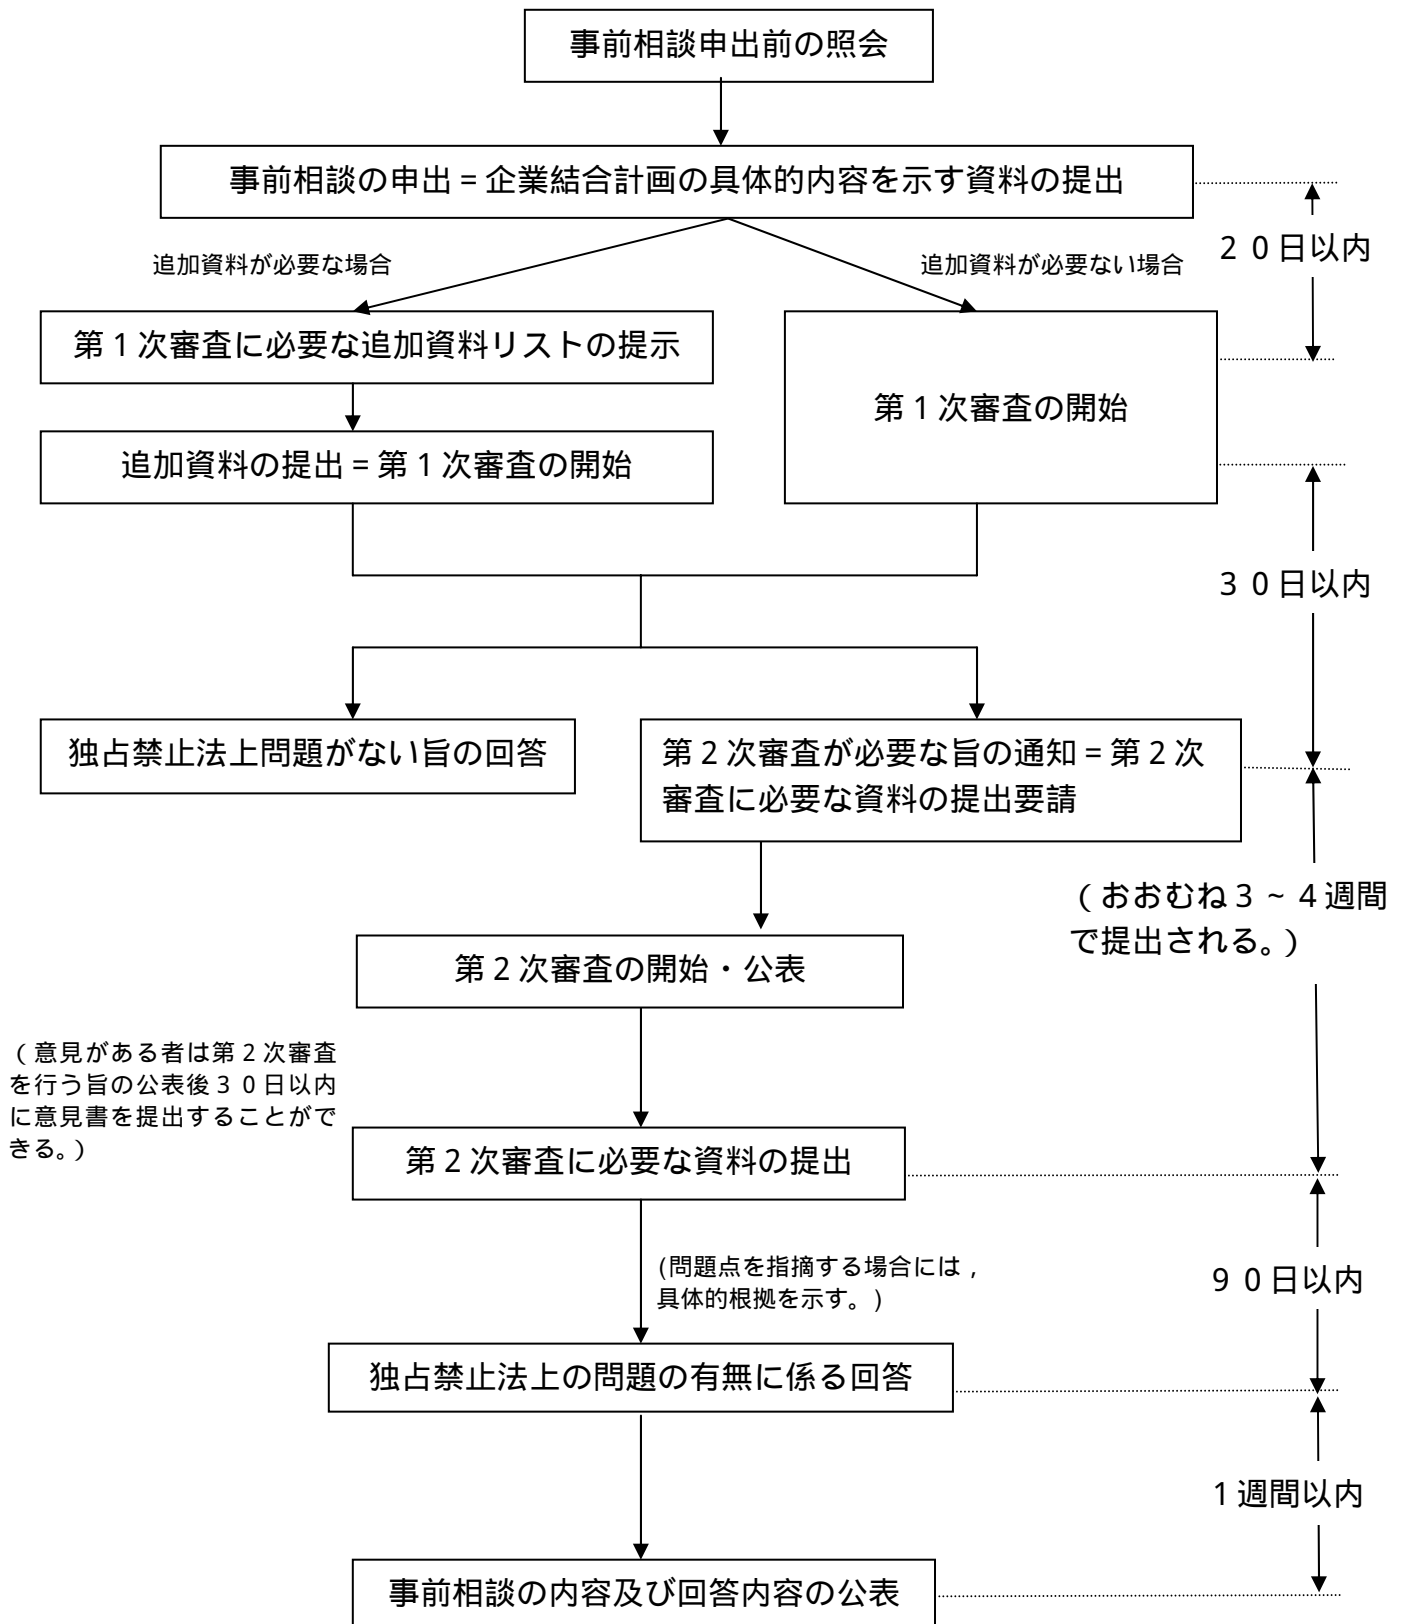 事前相談申出前の照会
事前相談の申出=企業結合計画の具体的内容を示す資料の提出
２０日以内
追加資料が必要な場合
追加資料が必要ない場合
第１次審査に必要な追加資料リストの提示
第１次審査の開始
追加資料の提出=第１次審査の開始
３０日以内
独占禁止法上問題がない旨の回答
第２次審査が必要な旨の通知=第２次
審査に必要な資料の提出要請
（おおむね３~４週間
で提出される。）
第２次審査の開始・公表
（意見がある者は第２次審査
を行う旨の公表後３０日以内
に意見書を提出することがで
きる。）
第２次審査に必要な資料の提出
(問題点を指摘する場合には，
具体的根拠を示す。)
９０日以内
独占禁止法上の問題の有無に係る回答
１週間以内
事前相談の内容及び回答内容の公表